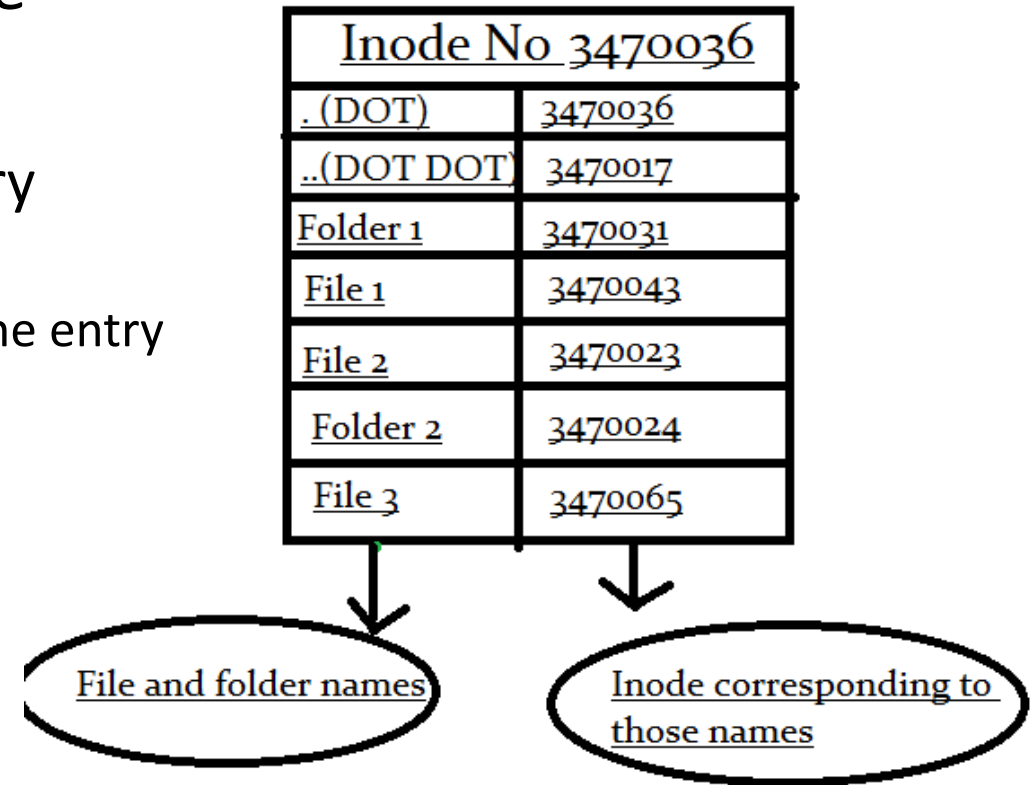 Inode No 3470036
. (DOT) 3470036
ry
..(DOT DOT) 3470017
Folder 1 3470031
File 1 3470043
ne entry
File 2 3470023
Folder 2 3470024
File 3 3470065
File and folder names
Inode corresponding to
those names